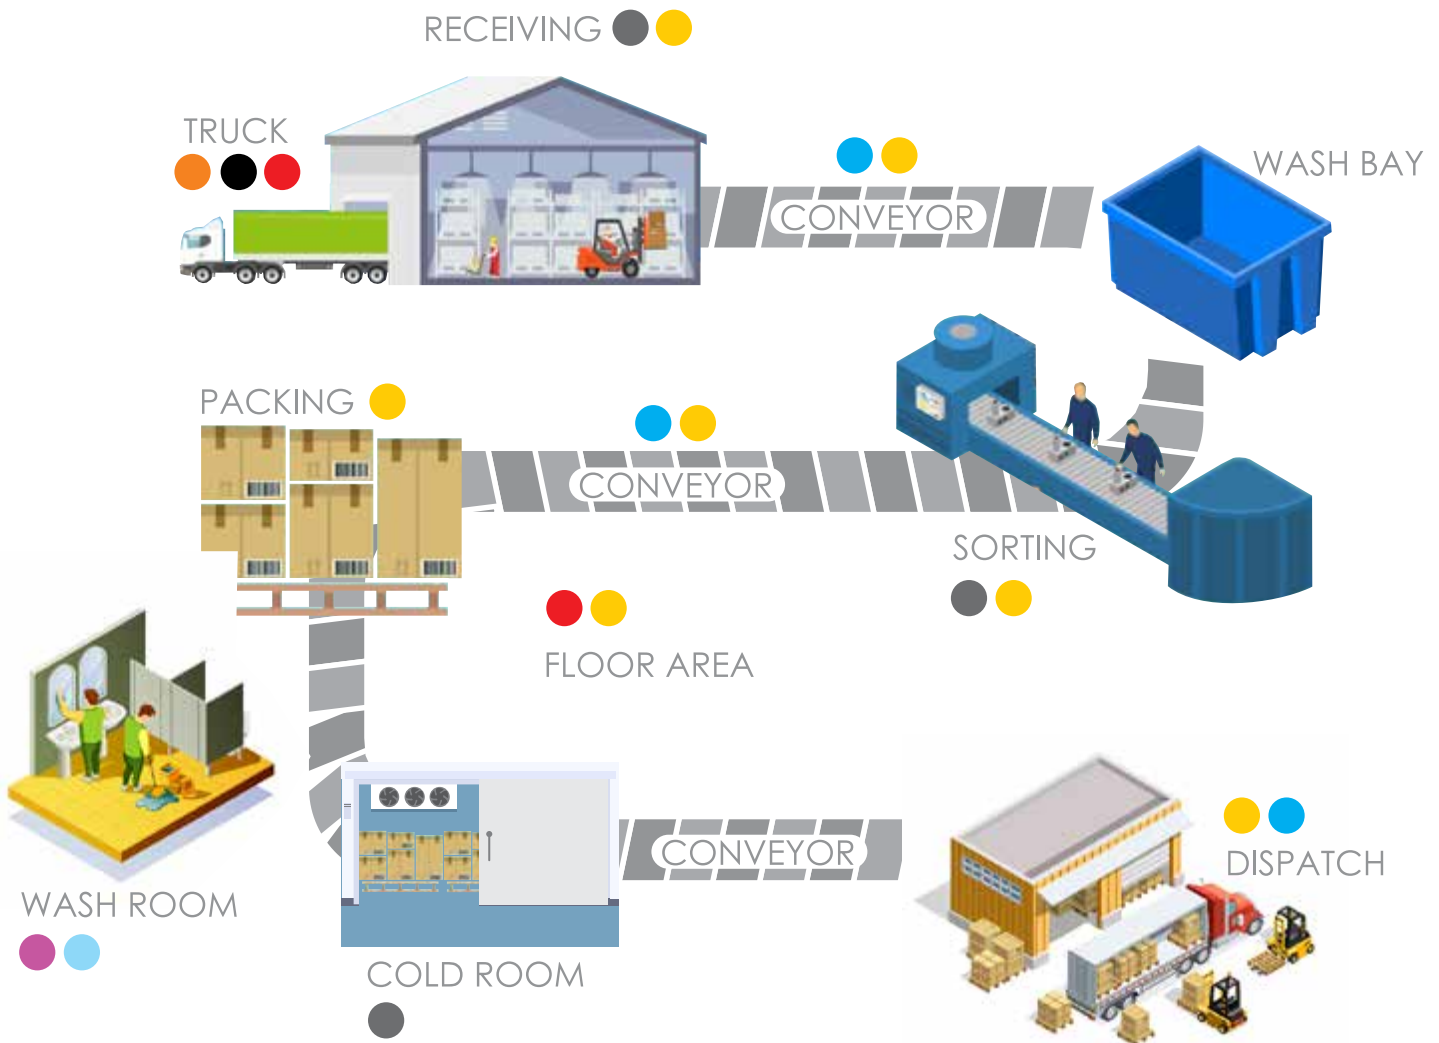 RECEIVING
TRUCK
WASH BAY
CONVEYOR
PACKING
CONVEYOR
SORTING
FLOOR AREA
WASH ROOM
CONVEYOR
DISPATCH
COLD ROOM